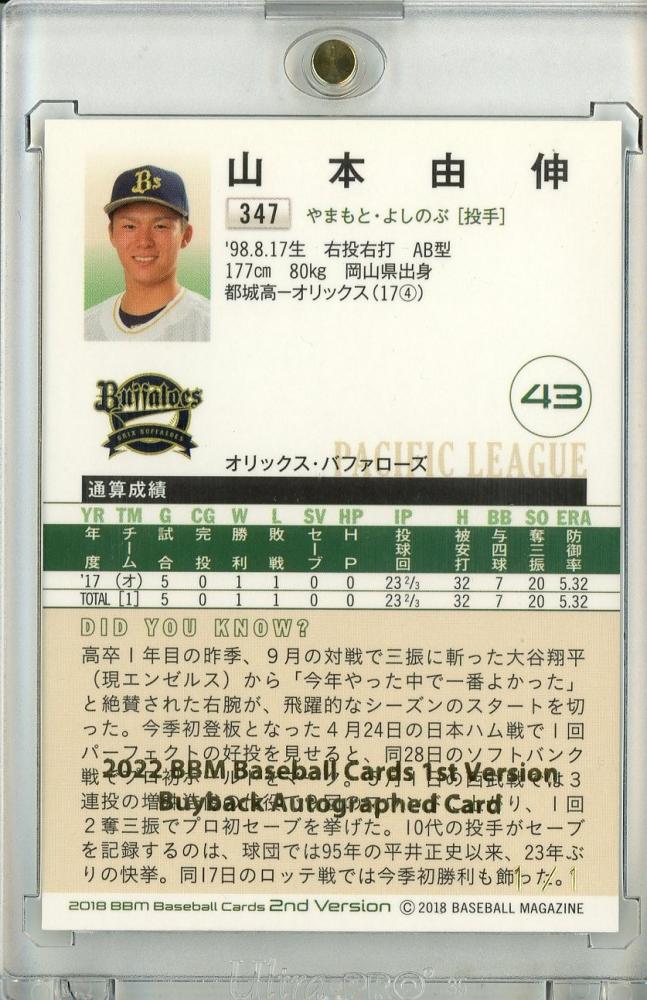 山本由伸
347 やまもと・よしのぶ [投手]
'98.8.17生 右投右打 AB型
177cm 80kg 岡山県出身
都城高ーオリックス(17④)
Bs
Buffaloes
ORIX BUFFALOES
43
PACIFIC LEAGUE
オリックス・バファローズ
通算成績
YR TM G CG W L SV HP IP H BB SO ERA
年度 チーム 試合 完投 勝利 敗戦 セーブ HP 投球回 被安打 与四球 奪三振 防御率
'17 (オ) 5 0 1 1 0 0 23 2/3 32 7 20 5.32
TOTAL [1] 5 0 1 1 0 0 23 2/3 32 7 20 5.32
DID YOU KNOW?
高卒1年目の昨季、9月の対戦で三振に斬った大谷翔平
(現エンゼルス)から「今年やった中で一番よかった」
と絶賛された右腕が、飛躍的なシーズンのスタートを切
った。今季初登板となった4月24日の日本ハム戦で1回
パーフェクトの好投を見せると、同28日のソフトバンク
2022 BBM Baseball Cards 1st Version
Buyback Autographed Card
り、1回
2奪三振でプロ初セーブを挙げた。10代の投手がセーブ
を記録するのは、球団では95年の平井正史以来、23年ぶ
りの快挙。同17日のロッテ戦では今季初勝利も飾った。
1/1
2018 BBM Baseball Cards 2nd Version © 2018 BASEBALL MAGAZINE
Ultra PRO